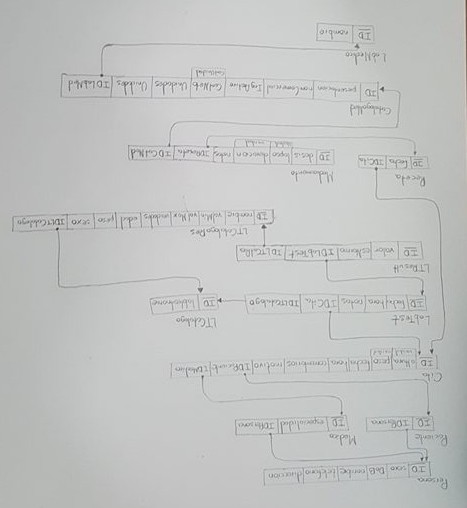 Persona
ID sexo DoB nombre telefono direccion
Paciente Médico
ID IDPersona ID especialidad IDPersona
Cita
ID altura peso fecha hora comentarios motivo IDPaciente IDMedico
unidad unidad
LabTest LTCatalogo
ID fecha hora notas IDCita IDLTCatalogo ID labtestname
LTResult
ID valor esNormal IDLabTest IDLTCatRes
LTCatalogoRes
ID nombre valMin valMax unidades edad peso sexo IDLTCatalogo
Receta Medicamento
ID fecha IDCita ID dosis lapso duracion notas IDReceta IDCatMed
unidad unidad
CatalogoMed
ID presentacion nomComercial IngActivo ContNeto Unidades Unidades IDLabMed
LabMedico
ID nombre